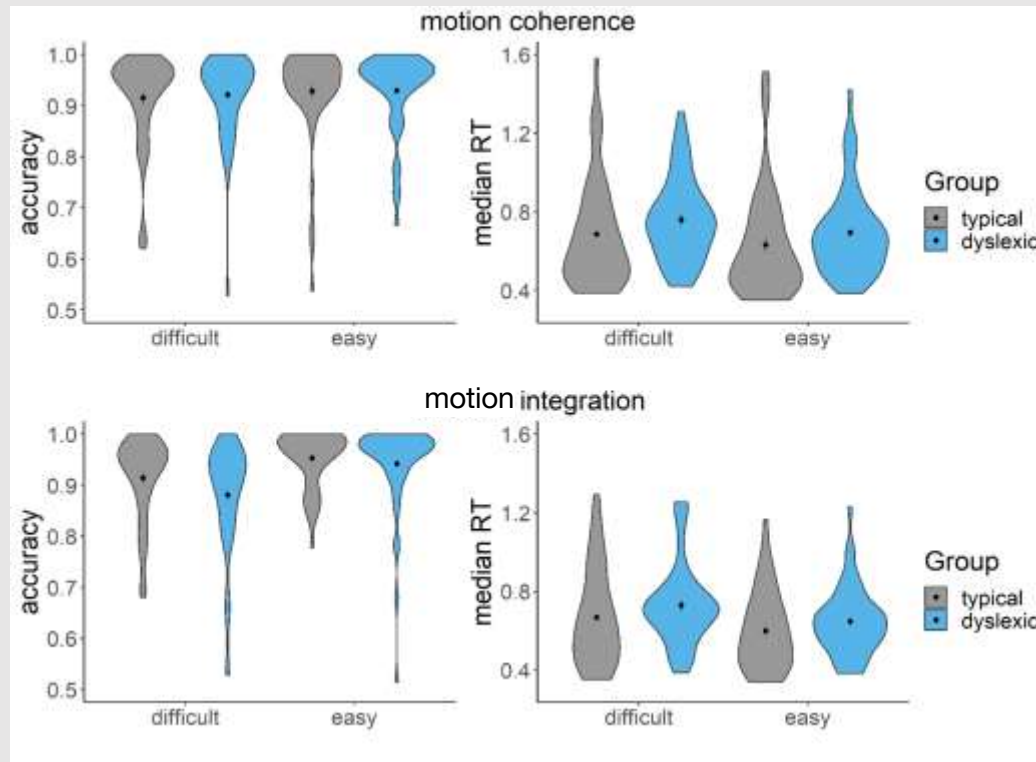 motion coherence
accuracy
1.0
0.9
0.8
0.7
0.6
0.5
difficult
easy
median RT
1.6
1.2
0.8
0.4
difficult
easy
Group
typical
dyslexic
motion integration
accuracy
1.0
0.9
0.8
0.7
0.6
0.5
difficult
easy
median RT
1.6
1.2
0.8
0.4
difficult
easy
Group
typical
dyslexic